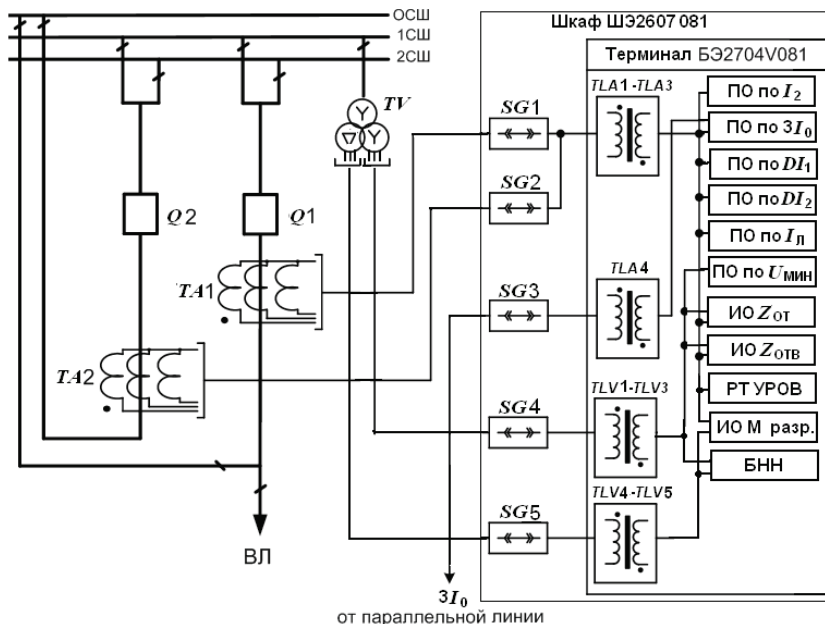 ОСШ
1СШ
2СШ
TV
Q2
Q1
TA1
TA2
ВЛ
Шкаф ШЭ2607 081
Терминал БЭ2704V081
SG1
SG2
SG3
SG4
SG5
TLA1-TLA3
TLA4
TLV1-TLV3
TLV4-TLV5
ПО по I2
ПО по 3I0
ПО по DI1
ПО по DI2
ПО по IЛ
ПО по UМИН
ИО ZОТ
ИО ZОТВ
РТ УРОВ
ИО М разр.
БНН
3I0
от параллельной линии